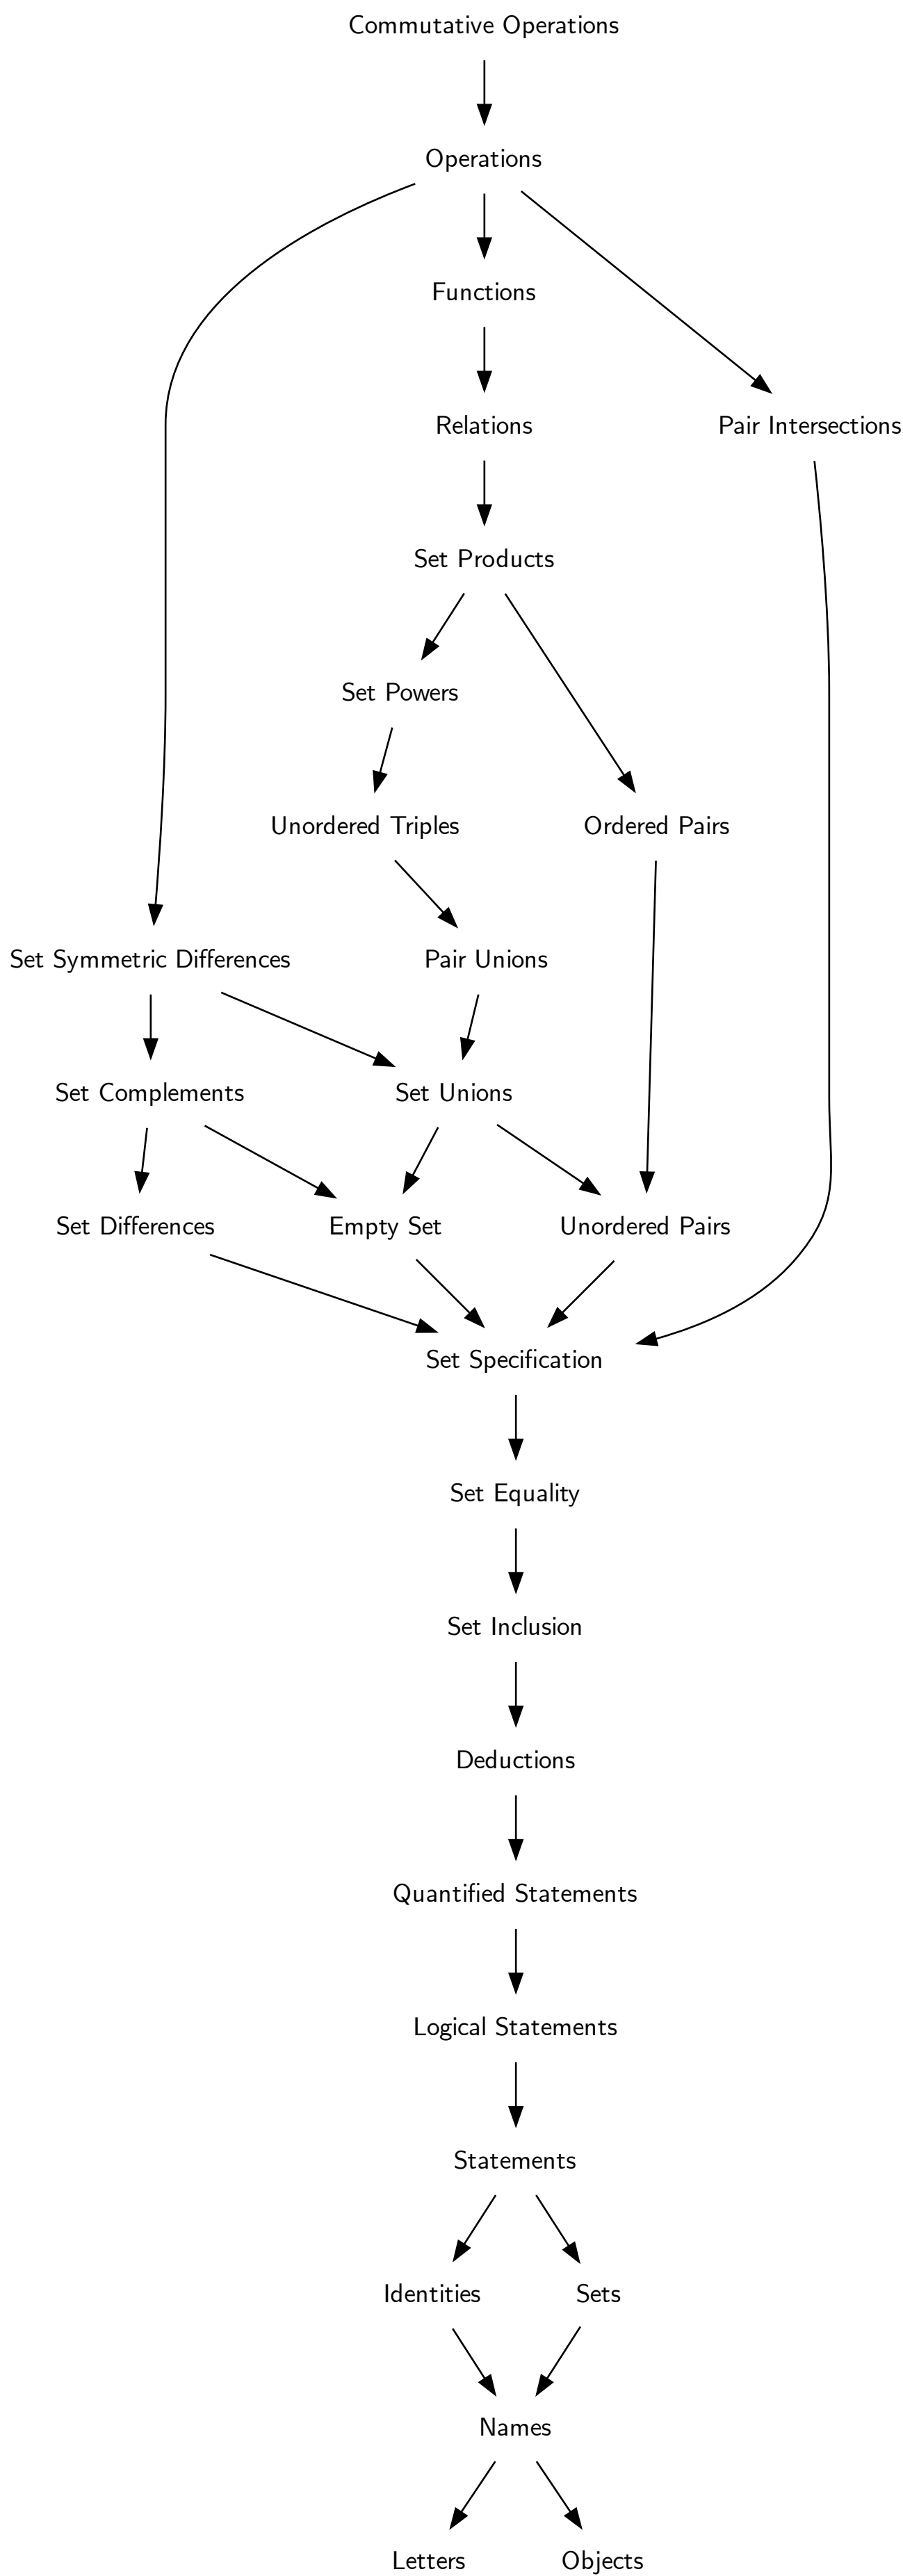 Commutative Operations
Operations
Functions
Relations
Pair Intersections
Set Products
Set Powers
Unordered Triples
Ordered Pairs
Set Symmetric Differences
Pair Unions
Set Complements
Set Unions
Set Differences
Empty Set
Unordered Pairs
Set Specification
Set Equality
Set Inclusion
Deductions
Quantified Statements
Logical Statements
Statements
Identities
Sets
Names
Letters
Objects